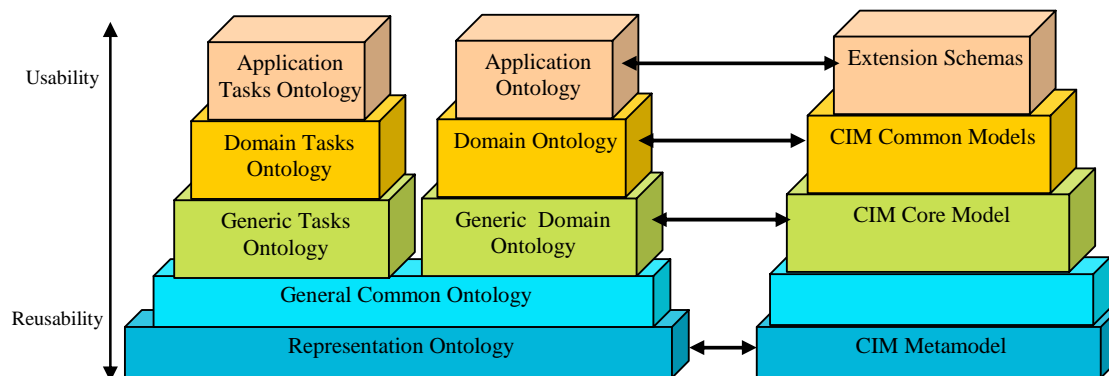 Usability
Reusability
Application
Tasks Ontology
Domain Tasks
Ontology
Generic Tasks
Ontology
Application
Ontology
Domain Ontology
Generic Domain
Ontology
General Common Ontology
Representation Ontology
Extension Schemas
CIM Common Models
CIM Core Model
CIM Metamodel